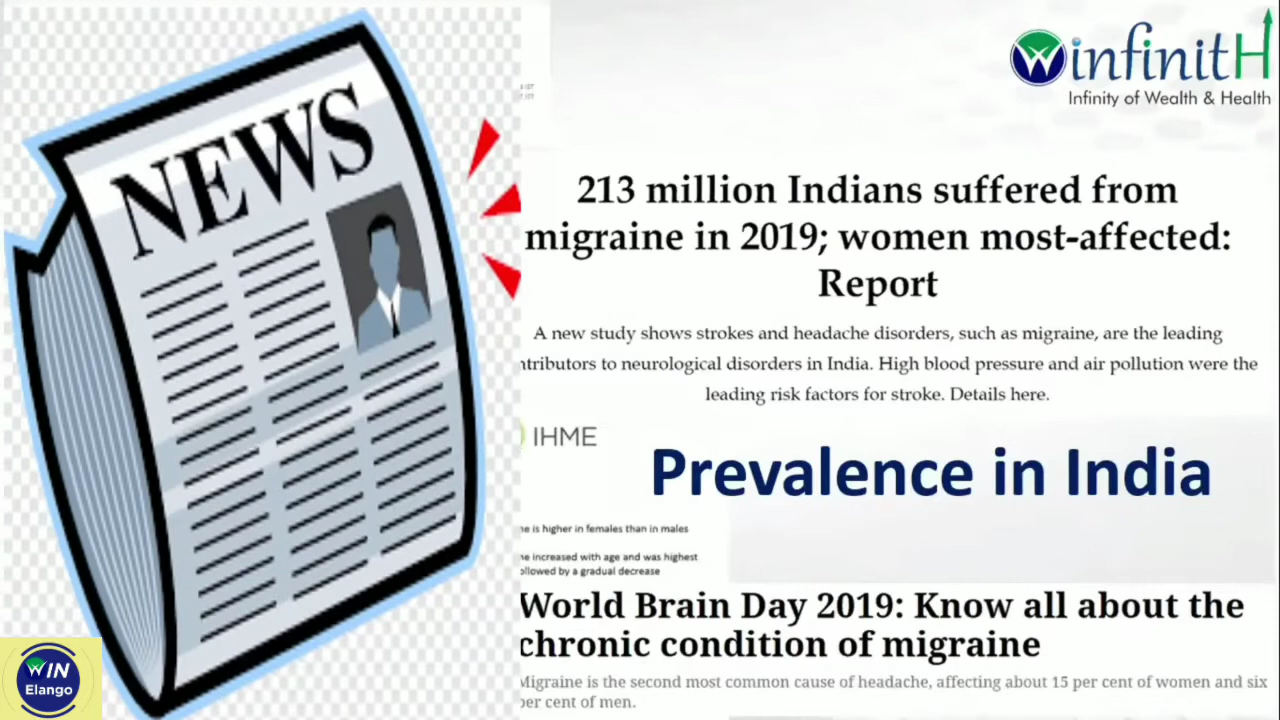 NEWS
WinfinitH
Infinity of Wealth & Health
213 million Indians suffered from
migraine in 2019; women most-affected:
Report
A new study shows strokes and headache disorders, such as migraine, are the leading
to neurological disorders in India. High blood pressure and air pollution were the
leading risk factors for stroke. Details here.
IHME
Prevalence in India
is higher in females than in males
increased with age and was highest
by a gradual decrease
World Brain Day 2019: Know all about the
chronic condition of migraine
Migraine is the second most common cause of headache, affecting about 15 per cent of women and six
per cent of men.
WIN
Elango